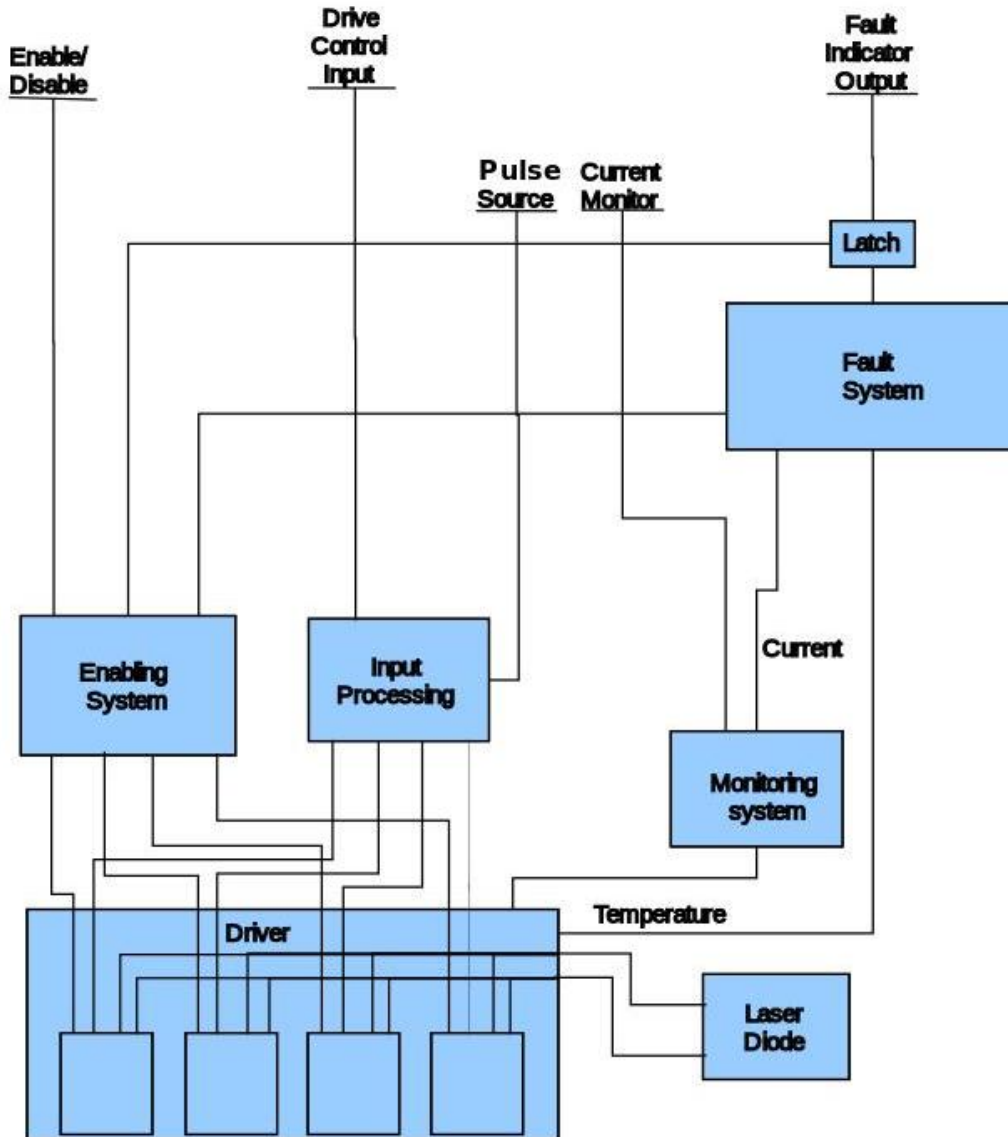 Enable/
Disable
Drive
Control
Input
Fault
Indicator
Output
Pulse
Source
Current
Monitor
Latch
Fault
System
Enabling
System
Input
Processing
Current
Monitoring
system
Temperature
Driver
Laser
Diode